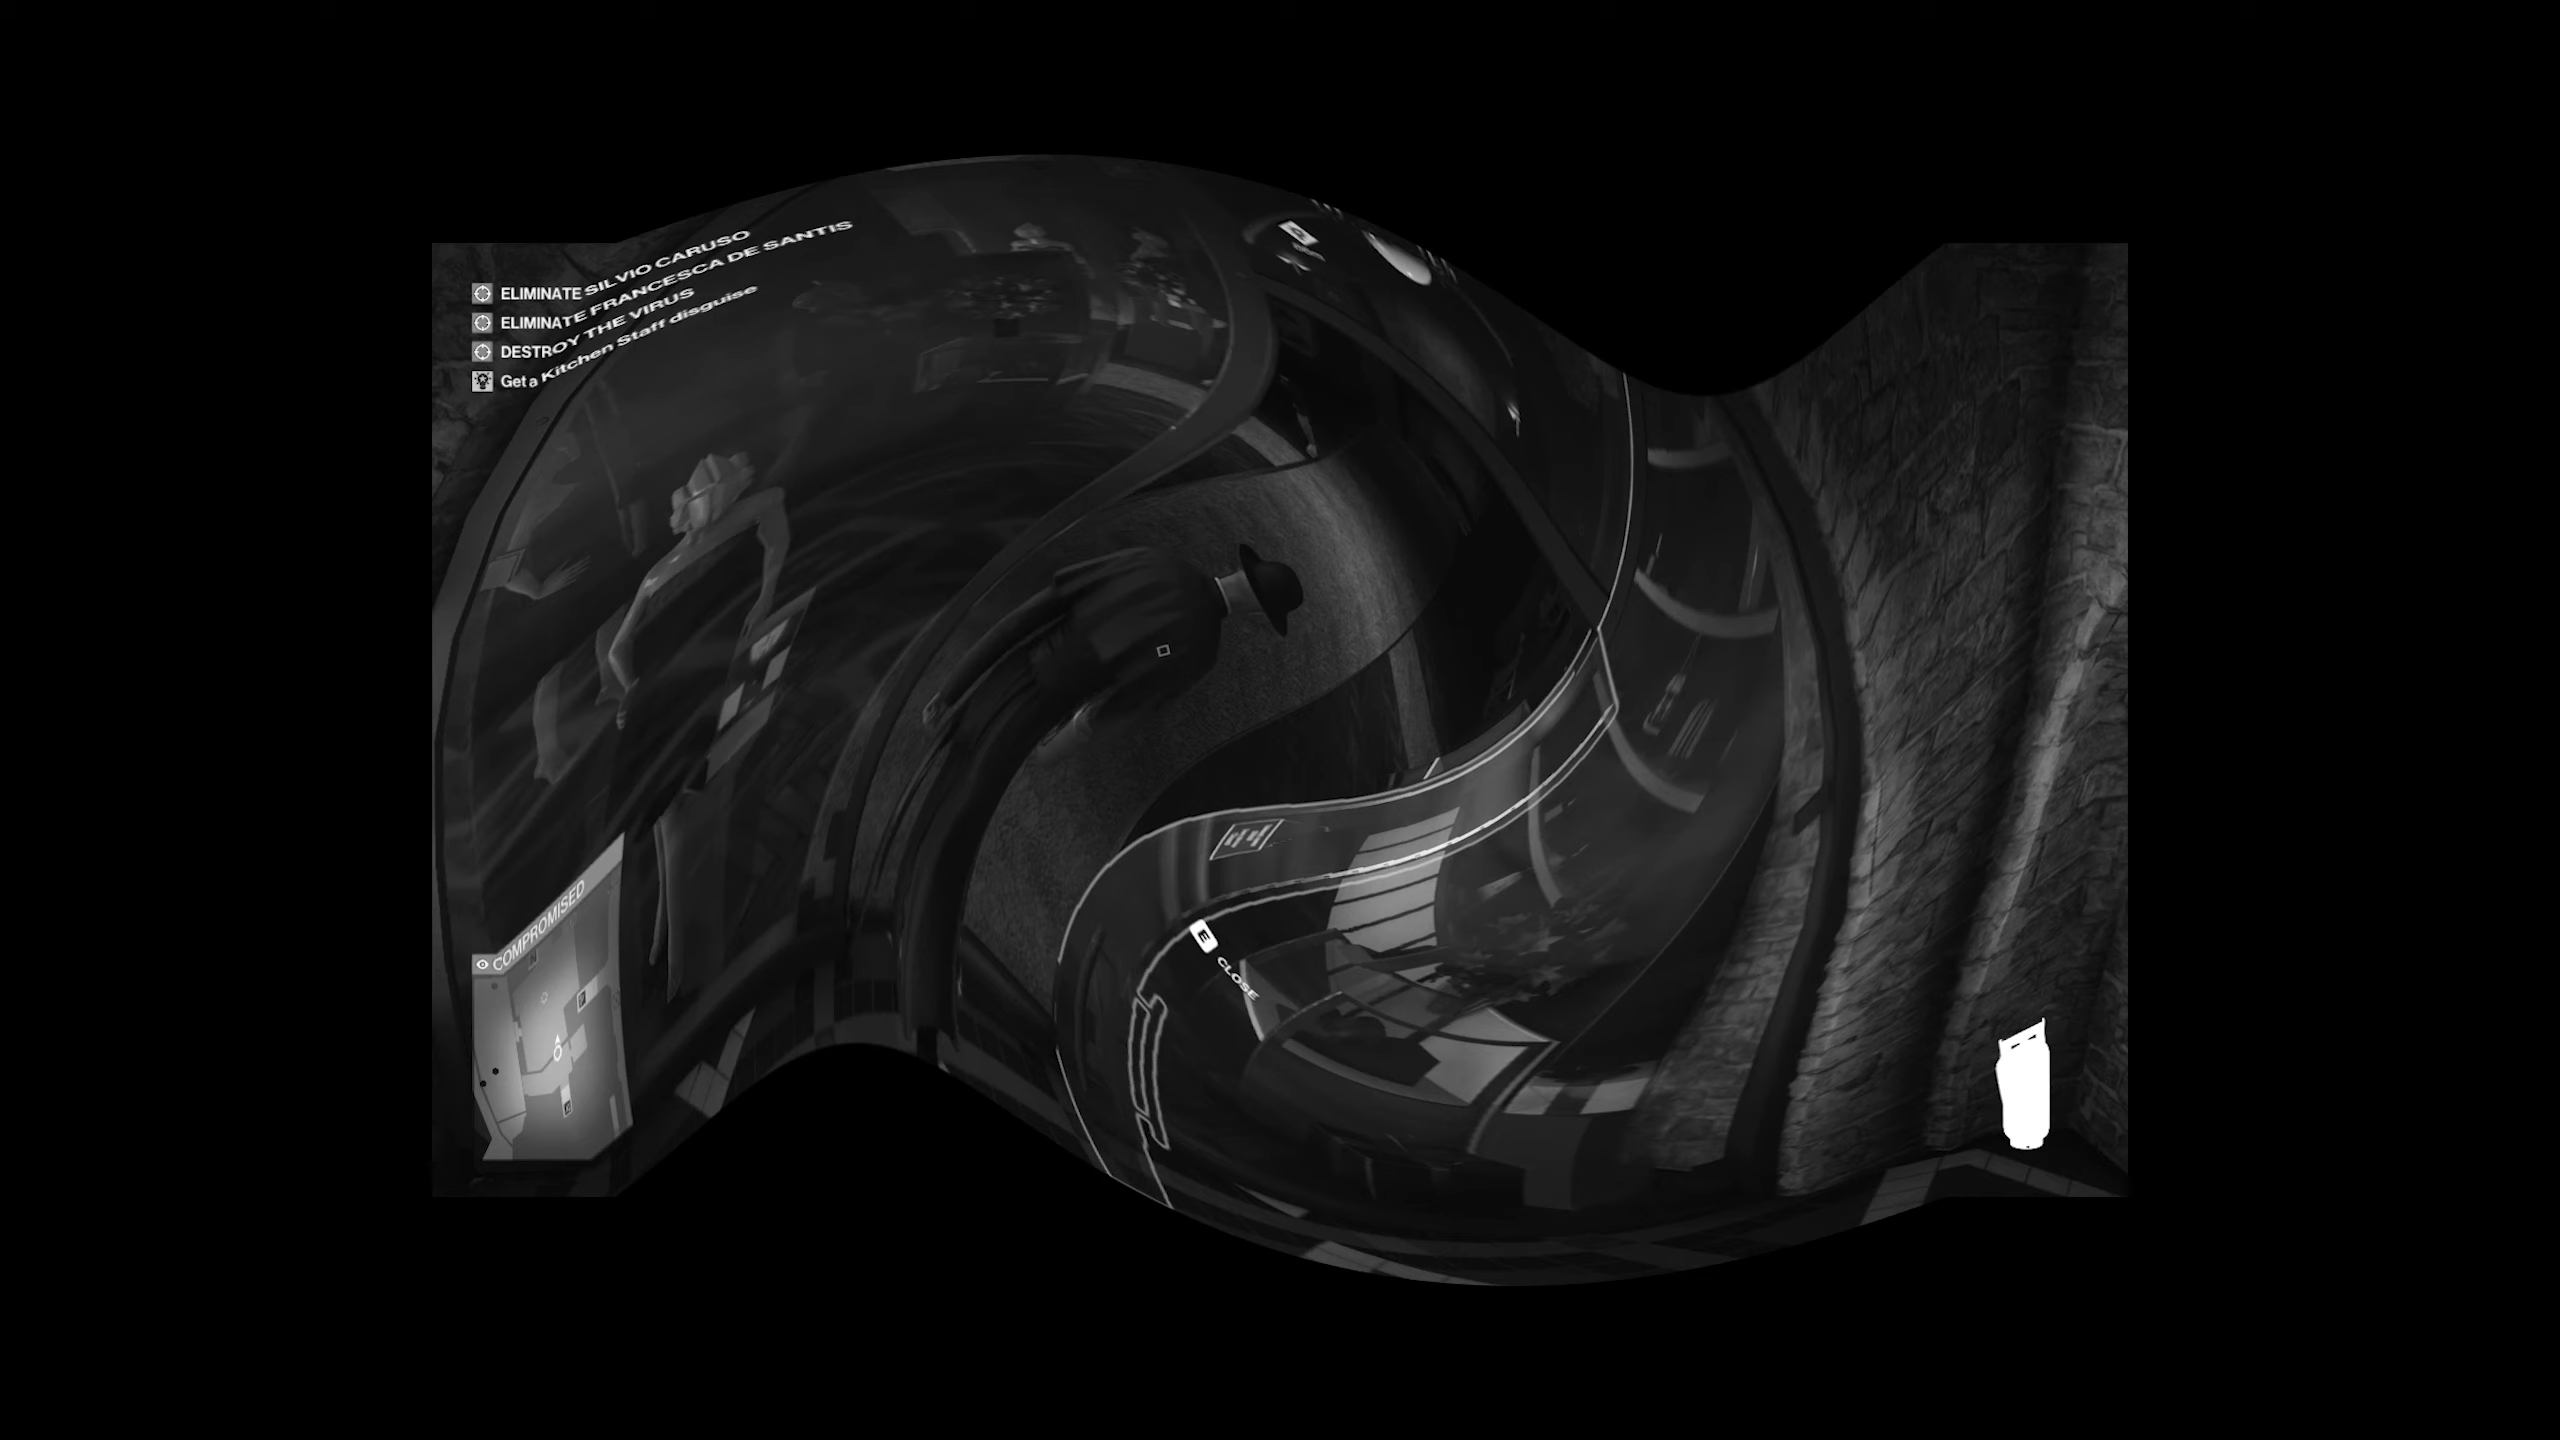 ELIMINATE SILVIO CARUSO
ELIMINATE FRANCESCA DE SANTIS
DESTROY THE VIRUS
Get a Kitchen Staff disguise
COMPROMISED
E CLOSE